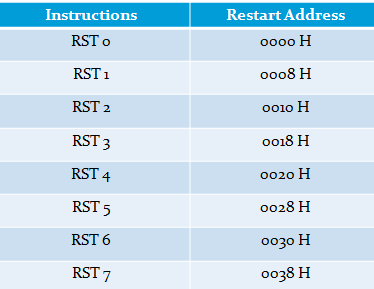 Instructions Restart Address
RST 0 0000 H
RST 1 0008 H
RST 2 0010 H
RST 3 0018 H
RST 4 0020 H
RST 5 0028 H
RST 6 0030 H
RST 7 0038 H